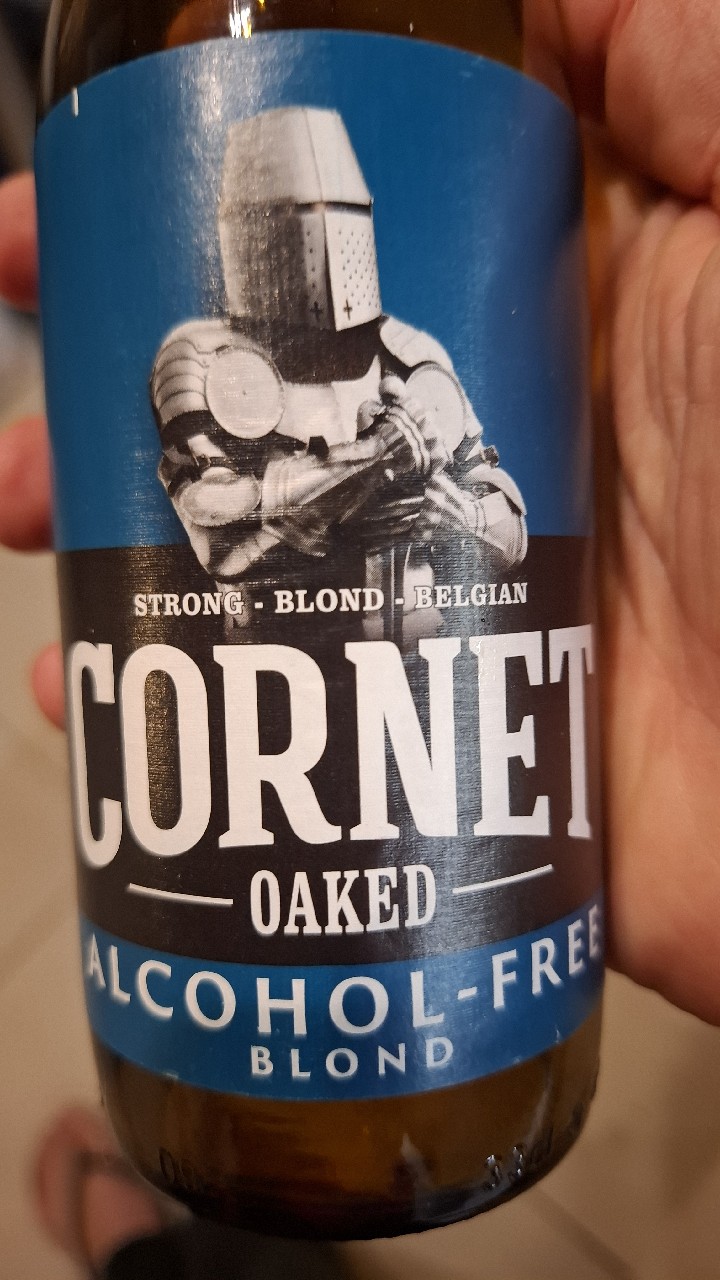 STRONG - BLOND - BELGIAN
CORNET
OAKED
ALCOHOL-FREE
BLOND